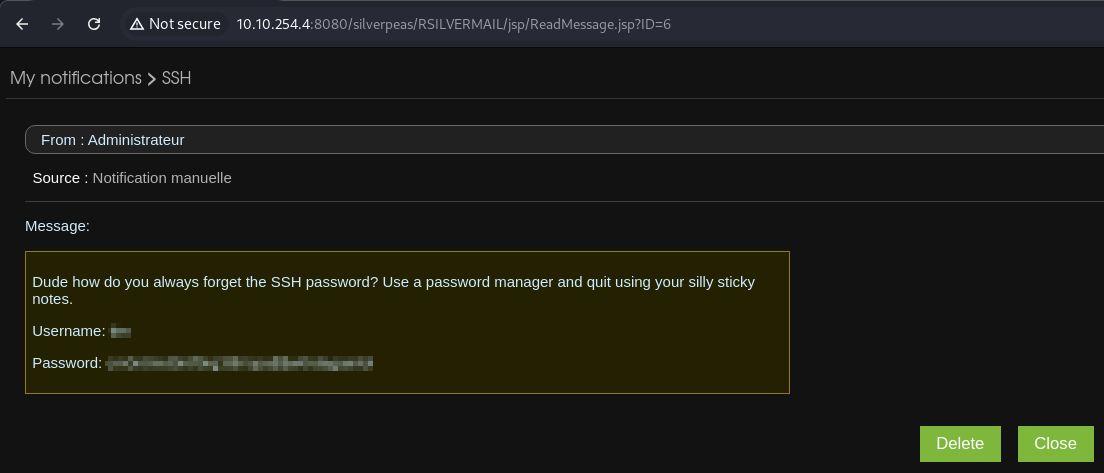 Not secure 10.10.254.4:8080/silverpeas/RSILVERMAIL/jsp/ReadMessage.jsp?ID=6
My notifications > SSH
From : Administrateur
Source : Notification manuelle
Message:
Dude how do you always forget the SSH password? Use a password manager and quit using your silly sticky
notes.
Username:
Password:
Delete Close